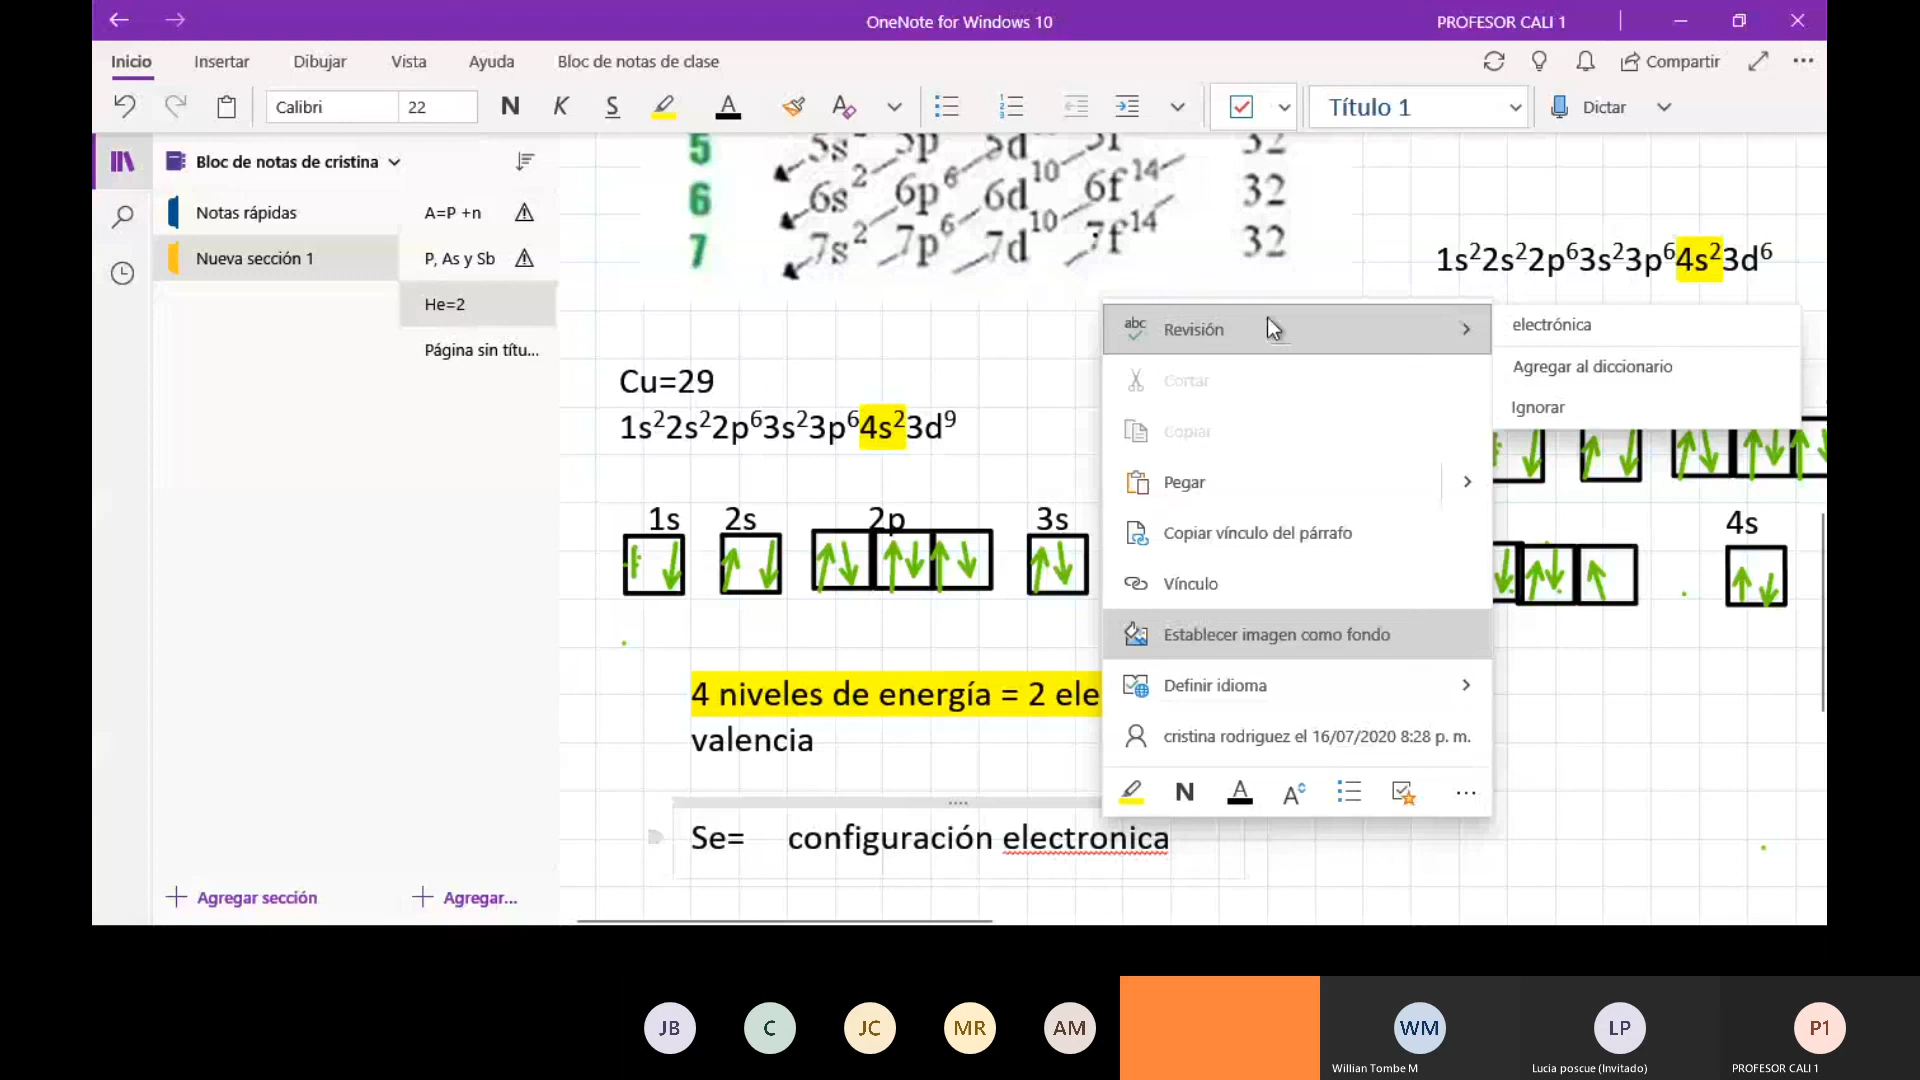 OneNote for Windows 10
PROFESOR CALI 1
Inicio Insertar Dibujar Vista Ayuda Bloc de notas de clase
Compartir
Calibri 22 N K S A A Título 1 Dictar
Bloc de notas de cristina
Notas rápidas
Nueva sección 1
A=P +n
P, As y Sb
He=2
Página sin títu...
Agregar sección
Agregar...
5 5s² 5p 5d 5f 32
6 6s² 6p⁶ 6d¹⁰ 6f¹⁴ 32
7 7s² 7p⁶ 7d¹⁰ 7f¹⁴ 32
1s²2s²2p⁶3s²3p⁶4s²3d⁶
Cu=29
1s²2s²2p⁶3s²3p⁶4s²3d⁹
1s 2s 2p 3s
4s
4 niveles de energía = 2 ele
valencia
Se= configuración electronica
abc
Revisión
Cortar
Copiar
Pegar
Copiar vínculo del párrafo
Vínculo
Establecer imagen como fondo
Definir idioma
cristina rodriguez el 16/07/2020 8:28 p. m.
N A A
electrónica
Agregar al diccionario
Ignorar
JB C JC MR AM WM LP P1
Willian Tombe M
Lucia poscue (Invitado)
PROFESOR CALI 1